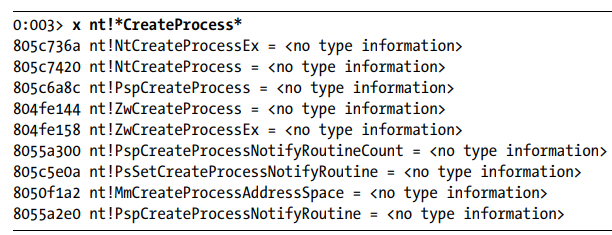 0:003> x nt!*CreateProcess*
805c736a nt!NtCreateProcessEx = <no type information>
805c7420 nt!NtCreateProcess = <no type information>
805c6a8c nt!PspCreateProcess = <no type information>
804fe144 nt!ZwCreateProcess = <no type information>
804fe158 nt!ZwCreateProcessEx = <no type information>
8055a300 nt!PspCreateProcessNotifyRoutineCount = <no type information>
805c5e0a nt!PsSetCreateProcessNotifyRoutine = <no type information>
8050f1a2 nt!MmCreateProcessAddressSpace = <no type information>
8055a2e0 nt!PspCreateProcessNotifyRoutine = <no type information>